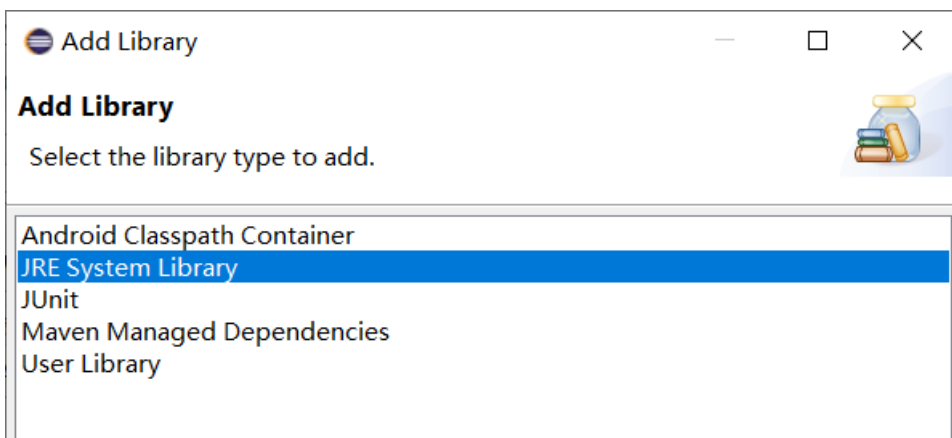 Add Library
Add Library
Select the library type to add.
Android Classpath Container
JRE System Library
JUnit
Maven Managed Dependencies
User Library